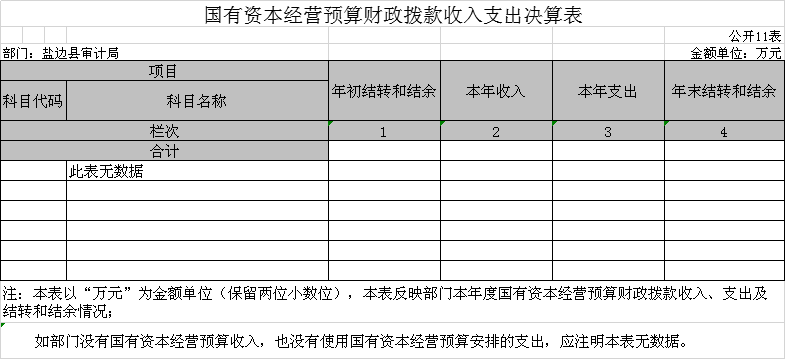 国有资本经营预算财政拨款收入支出决算表
公开11表
部门：盐边县审计局 金额单位：万元
项目
科目代码 科目名称 年初结转和结余 本年收入 本年支出 年末结转和结余
栏次 1 2 3 4
合计
此表无数据
注：本表以“万元”为金额单位（保留两位小数位），本表反映部门本年度国有资本经营预算财政拨款收入、支出及
结转和结余情况；
如部门没有国有资本经营预算收入，也没有使用国有资本经营预算安排的支出，应注明本表无数据。